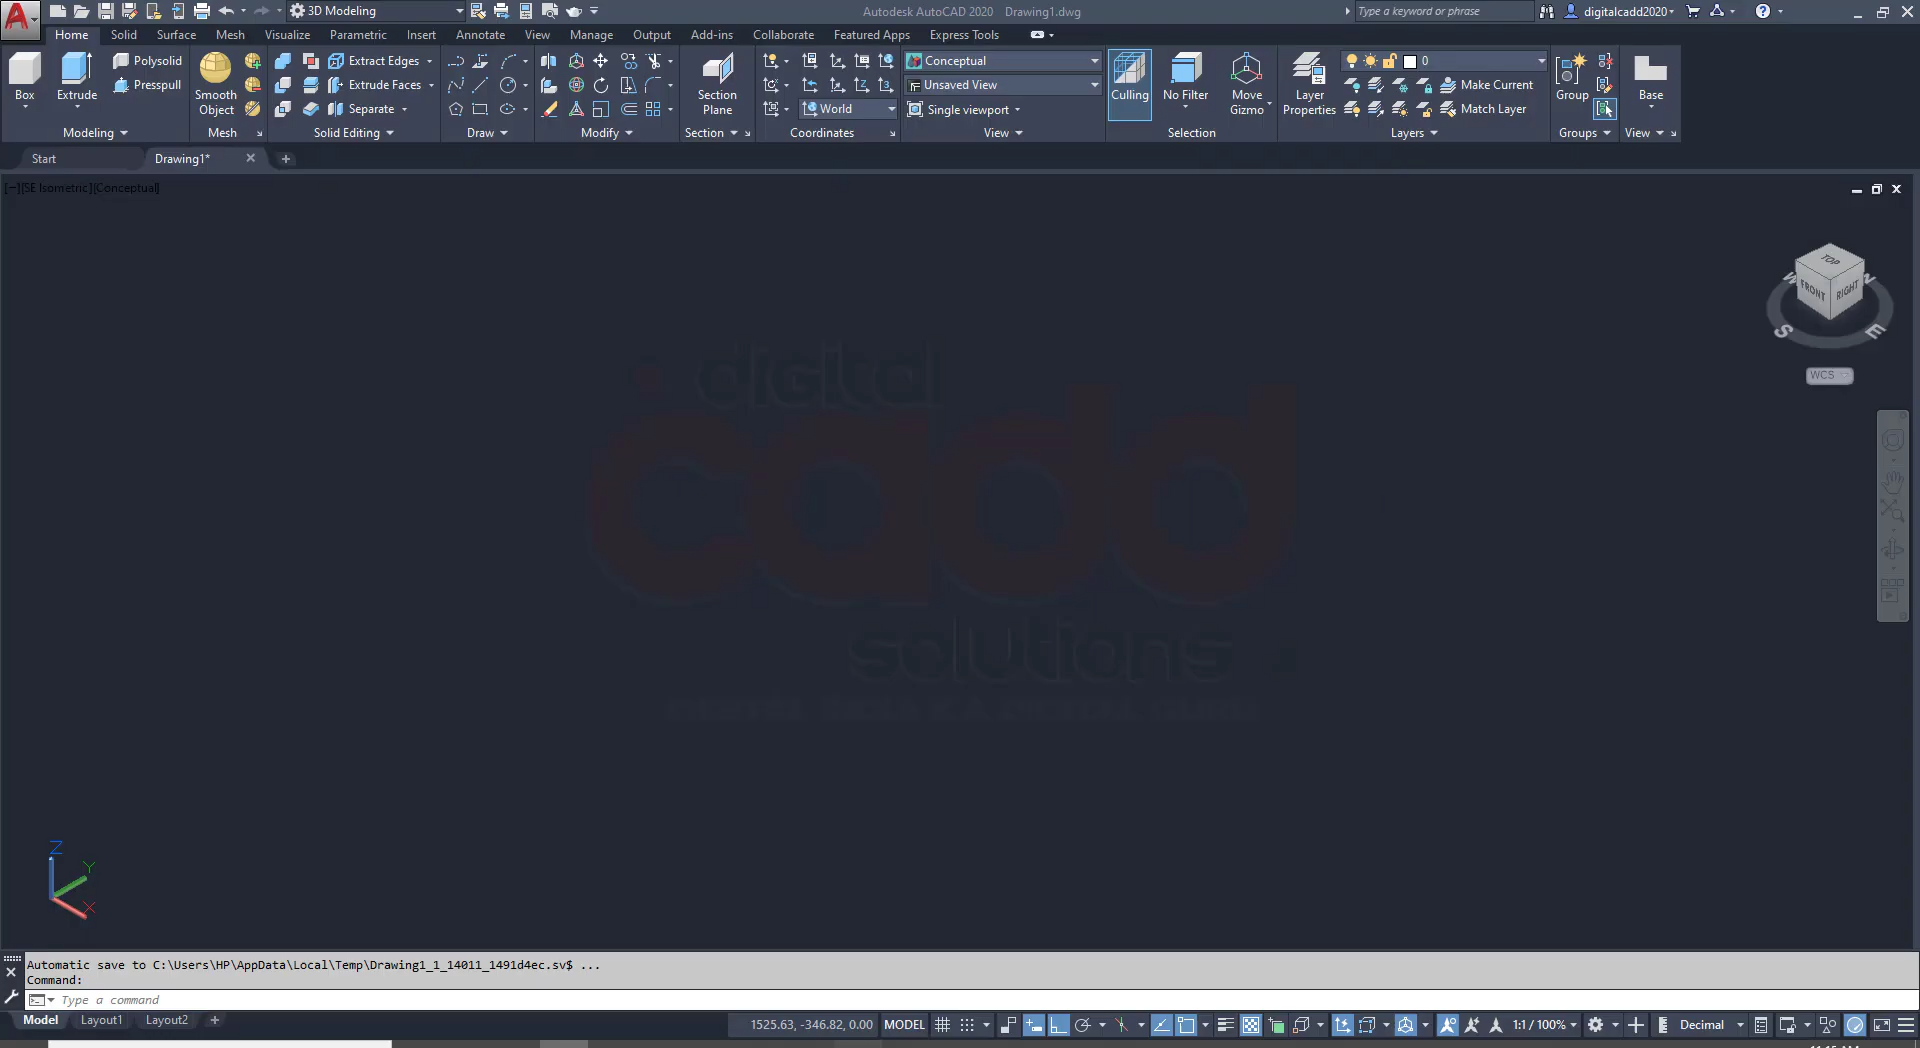 3D Modeling
Autodesk AutoCAD 2020 Drawing1.dwg
Type a keyword or phrase
digitalcadd2020
Home Solid Surface Mesh Visualize Parametric Insert Annotate View Manage Output Add-ins Collaborate Featured Apps Express Tools
Box
Extrude
Polysolid
Presspull
Modeling
Smooth
Object
Mesh
Extract Edges
Extrude Faces
Separate
Solid Editing
Draw
Modify
Section
Plane
Section
World
Coordinates
Conceptual
Unsaved View
Single viewport
View
Culling
No Filter
Move
Gizmo
Selection
Layer
Properties
0
Make Current
Match Layer
Layers
Group
Groups
Base
View
Start
Drawing1*
[−][SE Isometric][Conceptual]
TOP
FRONT
RIGHT
W
N
S
E
WCS
digital
cadd
solutions
Z
Y
X
Automatic save to C:\Users\HP\AppData\Local\Temp\Drawing1_1_14011_1491d4ec.sv$ ...
Command:
Type a command
Model Layout1 Layout2
1525.63, -346.82, 0.00 MODEL
1:1 / 100%
Decimal